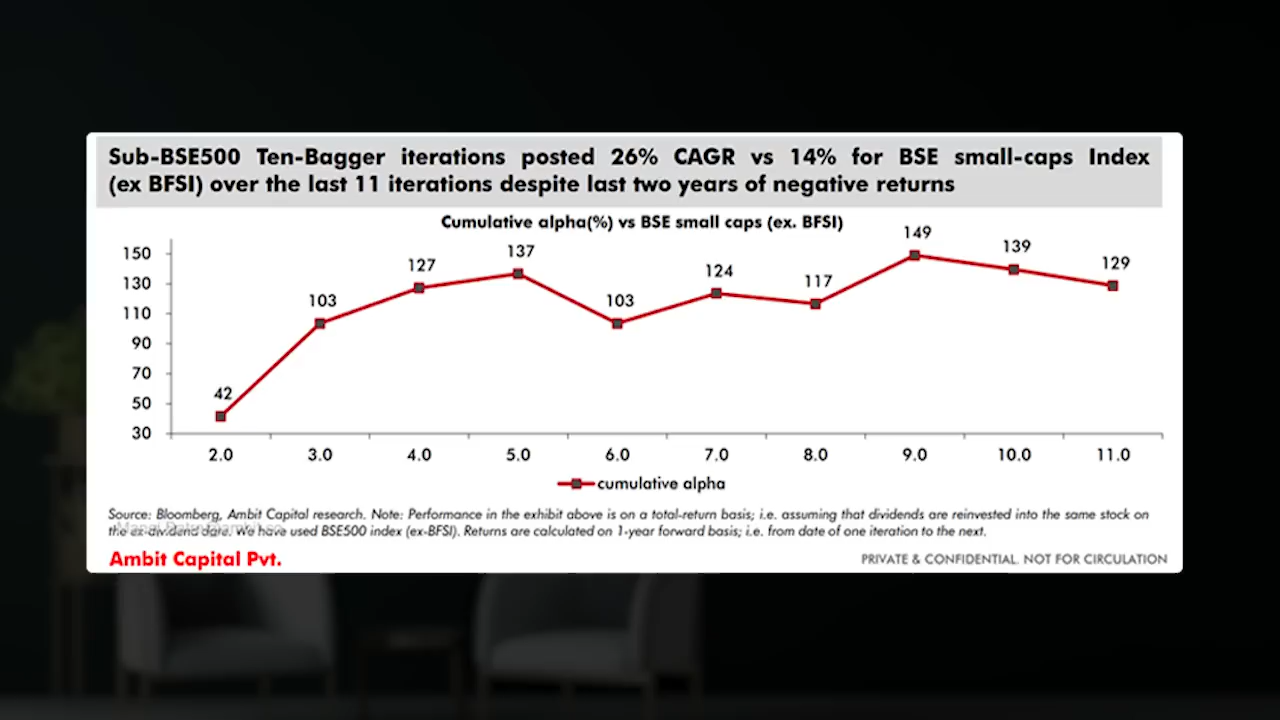 Sub-BSE500 Ten-Bagger iterations posted 26% CAGR vs 14% for BSE small-caps Index
(ex BFSI) over the last 11 iterations despite last two years of negative returns
Cumulative alpha(%) vs BSE small caps (ex. BFSI)
150
130
110
90
70
50
30
42
103
127
137
103
124
117
149
139
129
2.0 3.0 4.0 5.0 6.0 7.0 8.0 9.0 10.0 11.0
cumulative alpha
Source: Bloomberg, Ambit Capital research. Note: Performance in the exhibit above is on a total-return basis; i.e. assuming that dividends are reinvested into the same stock on
the ex-dividend date. We have used BSE500 index (ex-BFSI). Returns are calculated on 1-year forward basis; i.e. from date of one iteration to the next.
Ambit Capital Pvt.
PRIVATE & CONFIDENTIAL. NOT FOR CIRCULATION